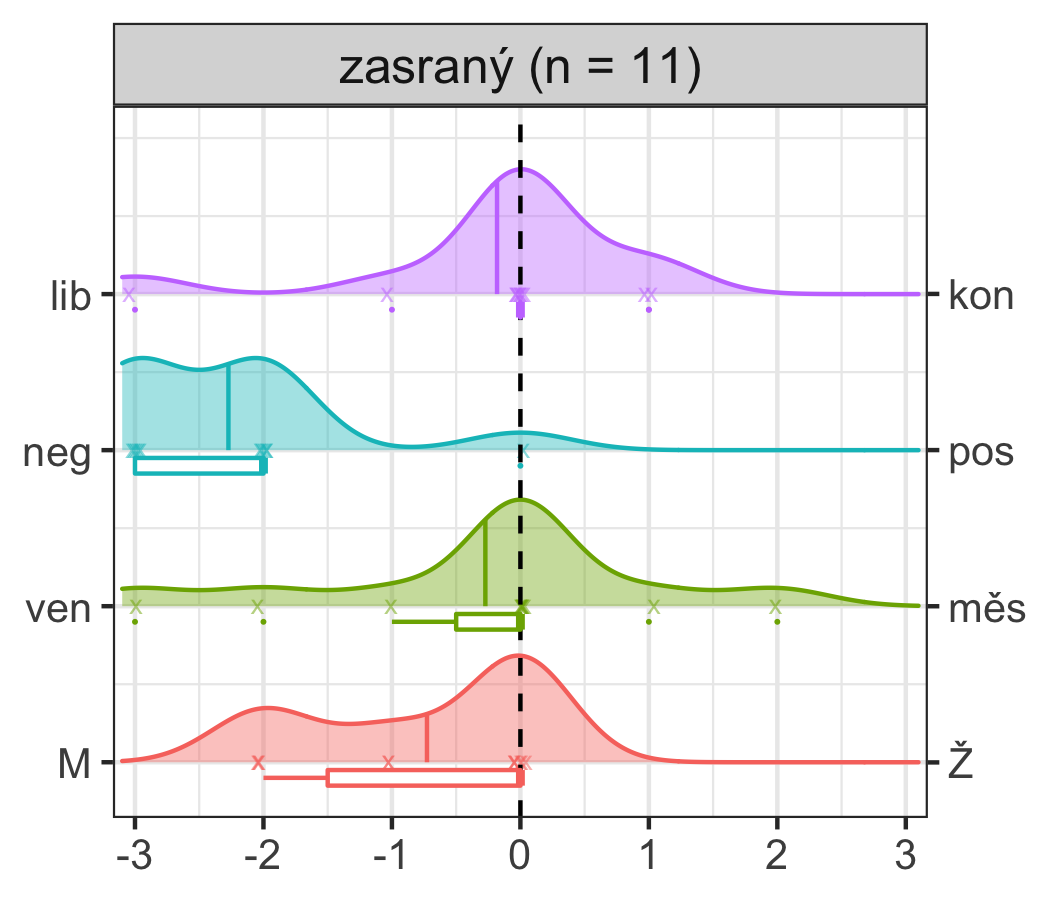 zasraný (n = 11)
lib kon
neg pos
ven měs
M Ž
-3 -2 -1 0 1 2 3